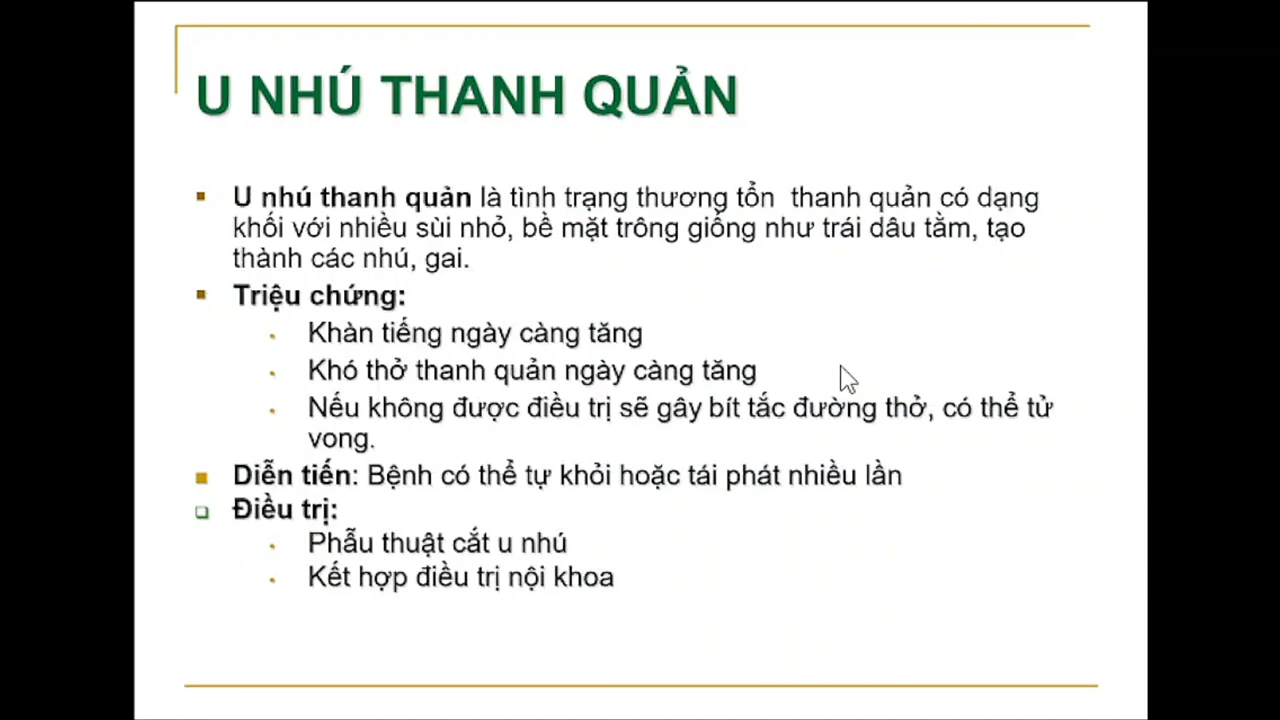 U NHÚ THANH QUẢN
U nhú thanh quản là tình trạng thương tổn thanh quản có dạng
khối với nhiều sùi nhỏ, bề mặt trông giống như trái dâu tằm, tạo
thành các nhú, gai.
Triệu chứng:
Khàn tiếng ngày càng tăng
Khó thở thanh quản ngày càng tăng
Nếu không được điều trị sẽ gây bít tắc đường thở, có thể tử
vong.
Diễn tiến: Bệnh có thể tự khỏi hoặc tái phát nhiều lần
Điều trị:
Phẫu thuật cắt u nhú
Kết hợp điều trị nội khoa